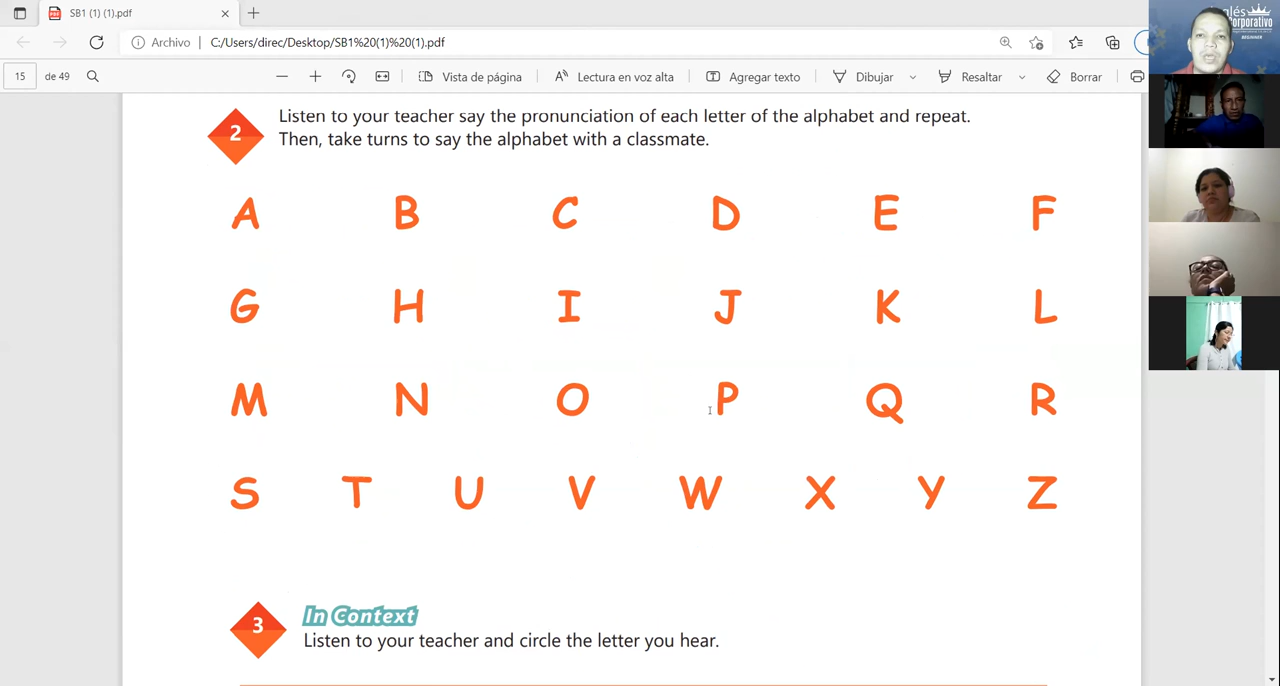 SB1 (1) (1).pdf
Archivo C:/Users/direc/Desktop/SB1%20(1)%20(1).pdf
15 de 49 Vista de página Lectura en voz alta Agregar texto Dibujar Resaltar Borrar
2 Listen to your teacher say the pronunciation of each letter of the alphabet and repeat.
Then, take turns to say the alphabet with a classmate.
A B C D E F
G H I J K L
M N O P Q R
S T U V W X Y Z
3 In Context
Listen to your teacher and circle the letter you hear.
BEGINNER